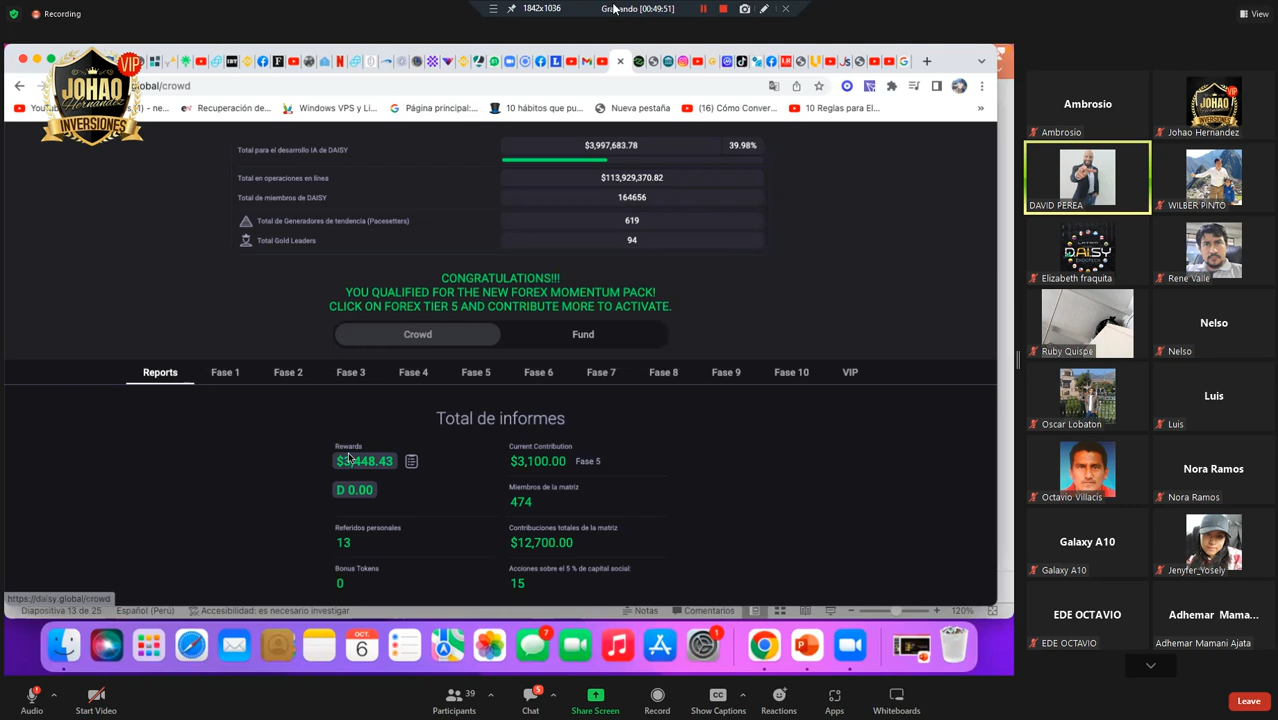 Recording
1842x1036
Grabando [00:49:51]
View
VIP
JOHAO
HERNANDEZ
INVERSIONES
global/crowd
Recuperación de...
Windows VPS y Li...
Página principal:...
10 hábitos que pu...
Nueva pestaña
(16) Cómo Conver...
10 Reglas para El...
»
Total para el desarrollo IA de DAISY
$3,997,683.78
39.98%
Total en operaciones en línea
$113,929,370.82
Total de miembros de DAISY
164656
Total de Generadores de tendencia (Pacesetters)
619
Total Gold Leaders
94
CONGRATULATIONS!!!
YOU QUALIFIED FOR THE NEW FOREX MOMENTUM PACK!
CLICK ON FOREX TIER 5 AND CONTRIBUTE MORE TO ACTIVATE.
Crowd
Fund
Reports
Fase 1
Fase 2
Fase 3
Fase 4
Fase 5
Fase 6
Fase 7
Fase 8
Fase 9
Fase 10
VIP
Total de informes
Rewards
$3,448.43
D 0.00
Current Contribution
$3,100.00 Fase 5
Miembros de la matriz
474
Referidos personales
13
Contribuciones totales de la matriz
$12,700.00
Bonus Tokens
0
Acciones sobre el 5 % de capital social:
15
https://daisy.global/crowd
Diapositiva 13 de 25
Español (Perú)
Accesibilidad: es necesario investigar
Notas
Comentarios
120%
OCT.
6
7
1
Ambrosio
Ambrosio
Johao Hernandez
DAVID PEREA
WILBER PINTO
DAISY
Elizabeth fraquita
Rene Valle
Ruby Quispe
Nelso
Nelso
Oscar Lobaton
Luis
Luis
Octavio Villacis
Nora Ramos
Nora Ramos
Galaxy A10
Galaxy A10
Jenyfer_Yosely
EDE OCTAVIO
EDE OCTAVIO
Adhemar Mama...
Adhemar Mamani Ajata
Audio
Start Video
39
Participants
5
Chat
Share Screen
Record
Show Captions
Reactions
Apps
Whiteboards
Leave